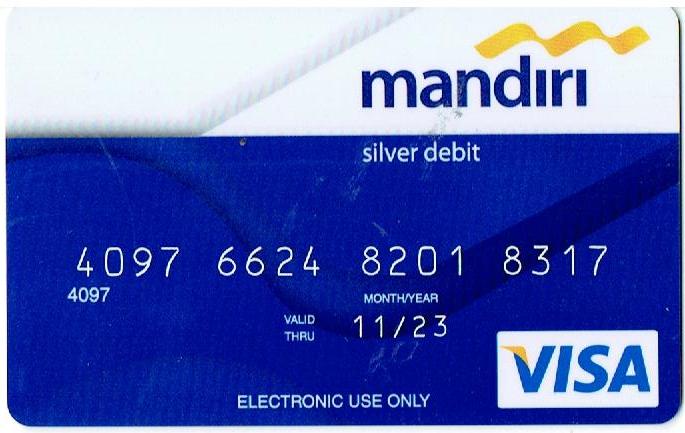 mandiri
silver debit
4097 6624 8201 8317
4097
MONTH/YEAR
VALID THRU 11/23
VISA
ELECTRONIC USE ONLY